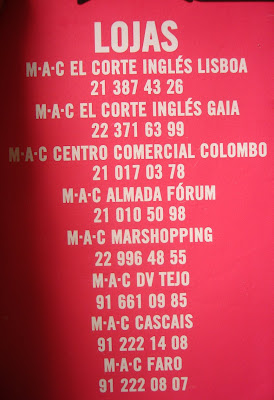 LOJAS
M·A·C EL CORTE INGLÉS LISBOA
21 387 43 26
M·A·C EL CORTE INGLÉS GAIA
22 371 63 99
M·A·C CENTRO COMERCIAL COLOMBO
21 017 03 78
M·A·C ALMADA FÓRUM
21 010 50 98
M·A·C MARSHOPPING
22 996 48 55
M·A·C DV TEJO
91 661 09 85
M·A·C CASCAIS
91 222 14 08
M·A·C FARO
91 222 08 07